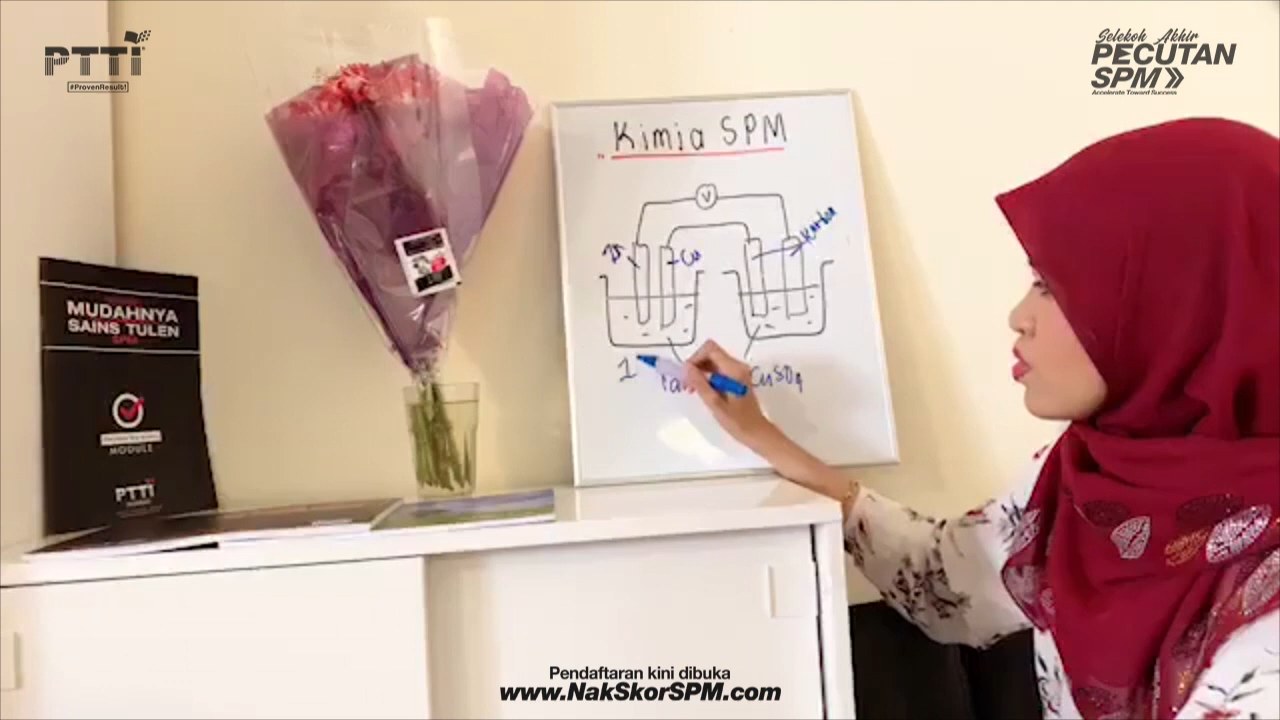 PTTi
#ProvenResult!
Selekoh Akhir
PECUTAN
SPM
Accelerate Toward Success
Kimia SPM
V
Cu
Karbon
1
CuSO4
MUDAHNYA
SAINS TULEN
SPM
MODULE
PTTi
Pendaftaran kini dibuka
www.NakSkorSPM.com